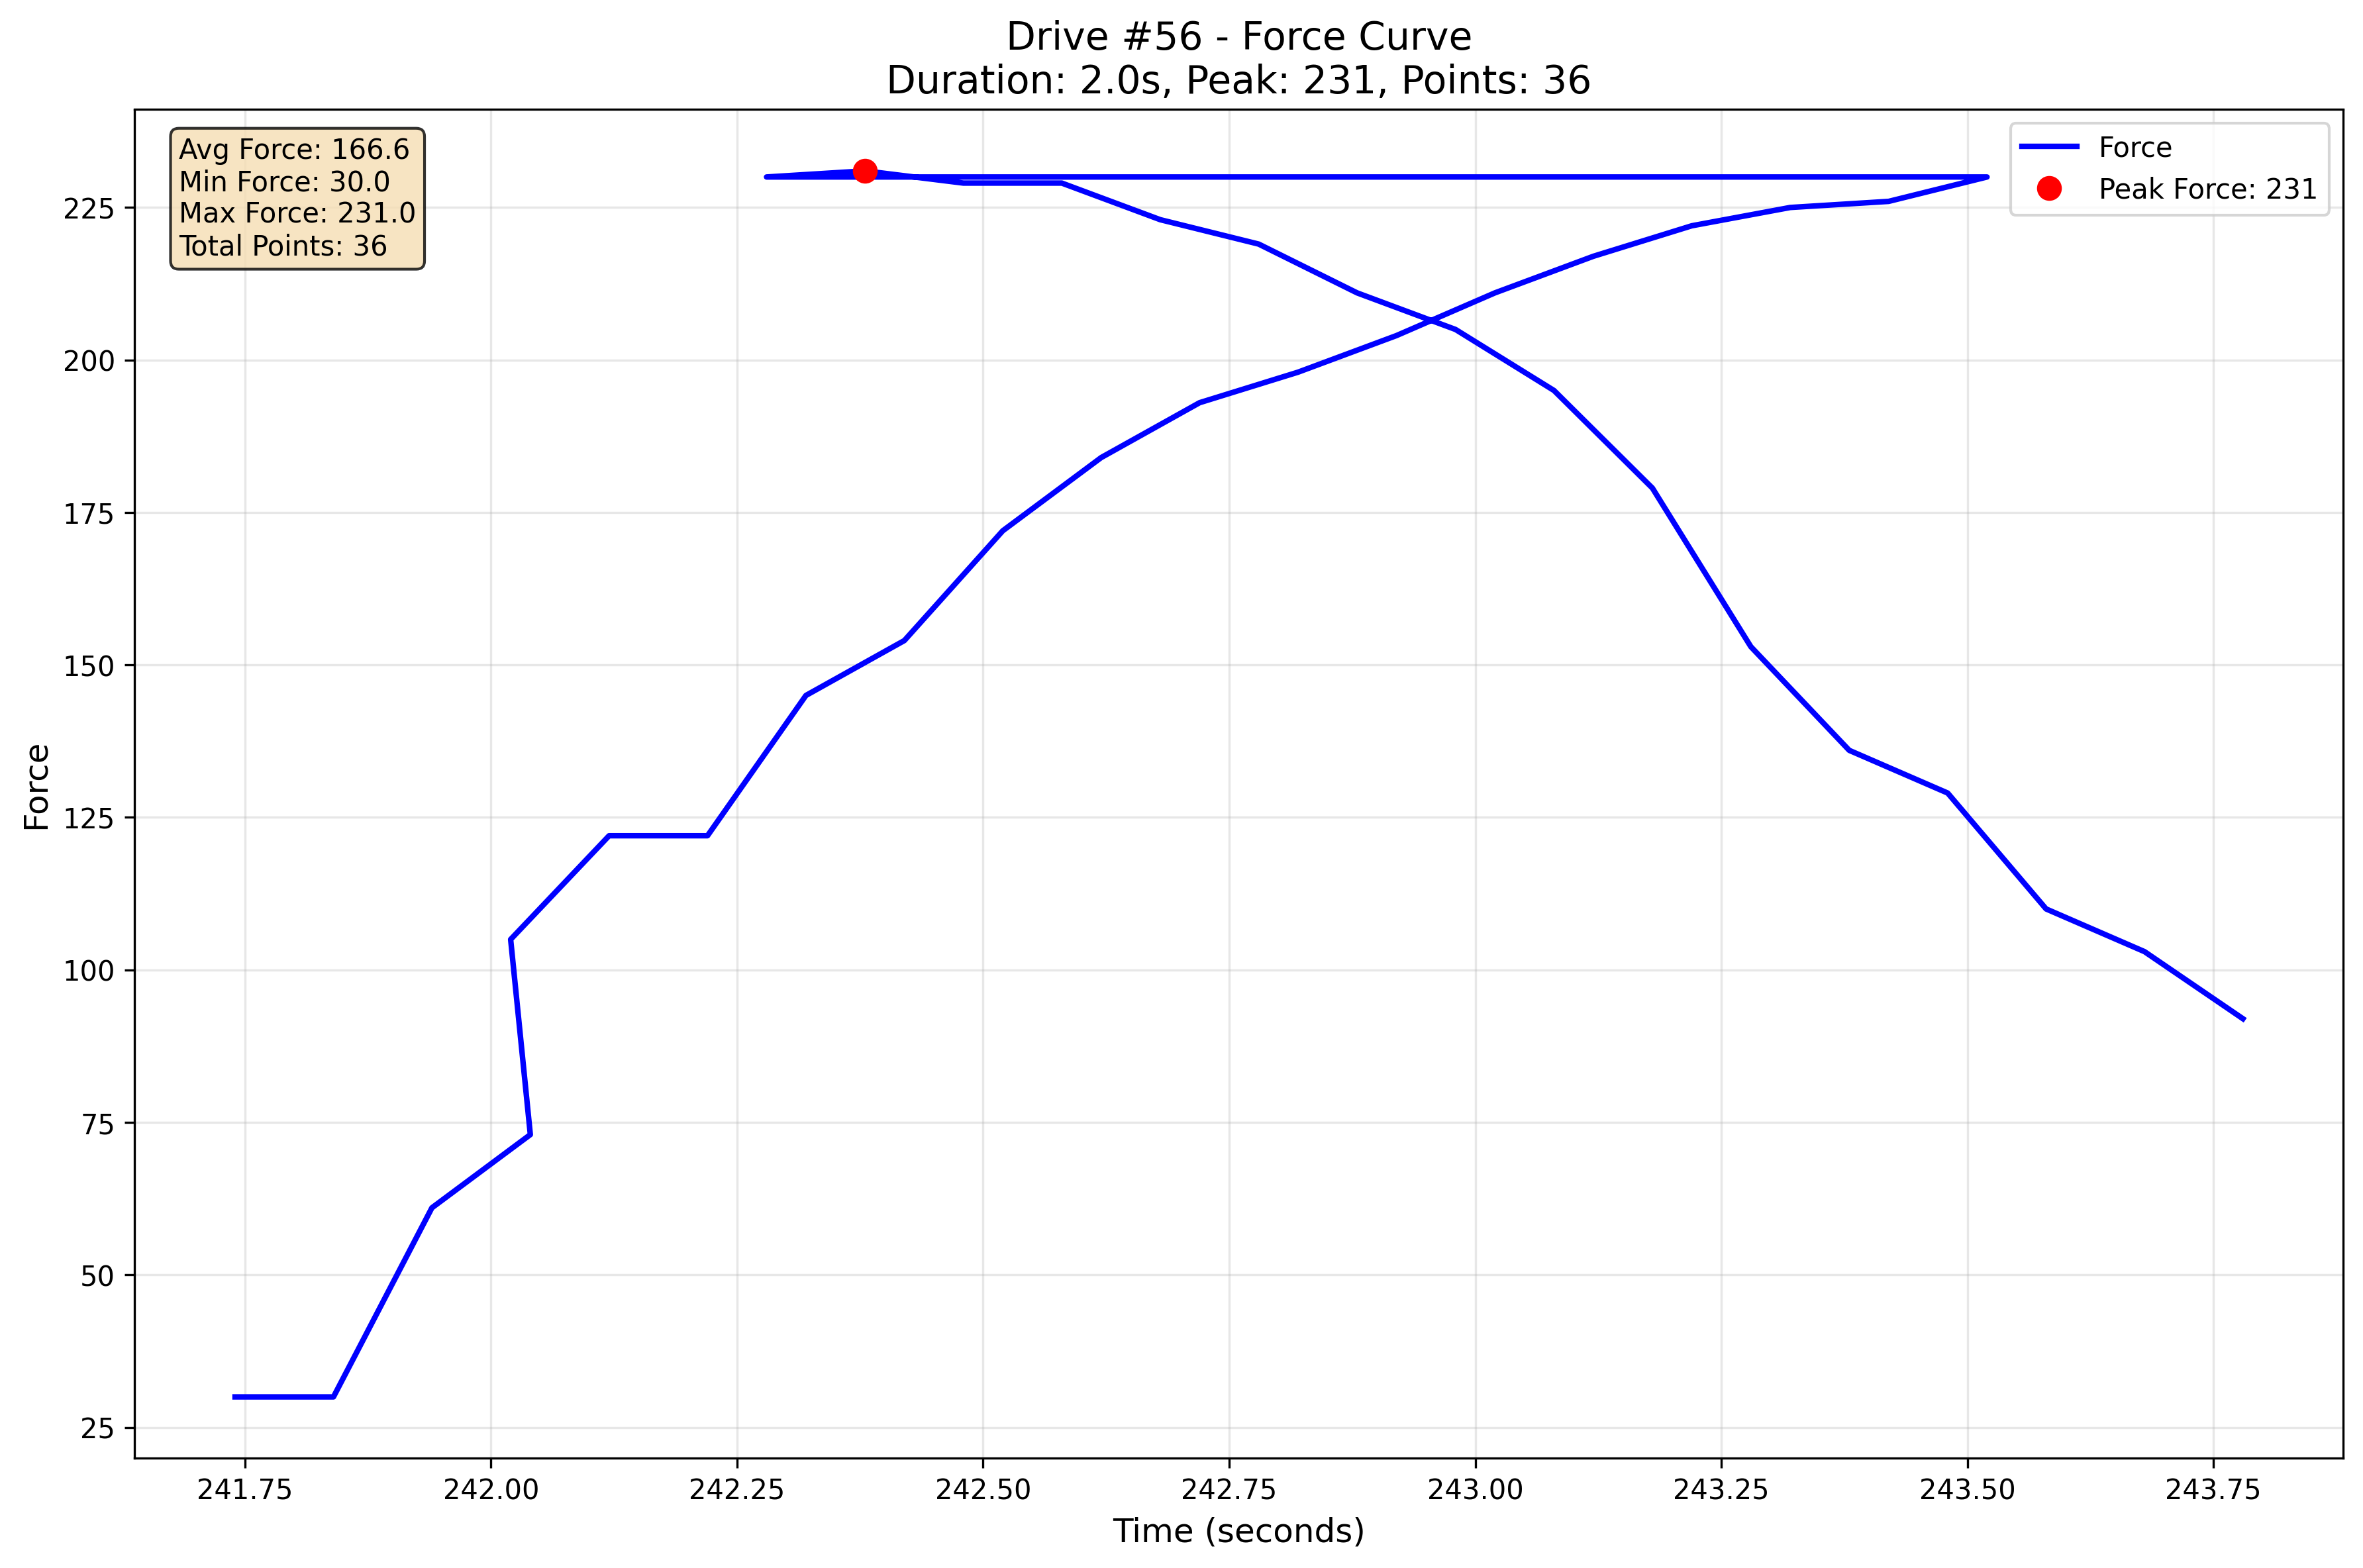 Drive #56 - Force Curve
Duration: 2.0s, Peak: 231, Points: 36
Avg Force: 166.6
Min Force: 30.0
Max Force: 231.0
Total Points: 36
Force
Peak Force: 231
Force
225
200
175
150
125
100
75
50
25
241.75 242.00 242.25 242.50 242.75 243.00 243.25 243.50 243.75
Time (seconds)